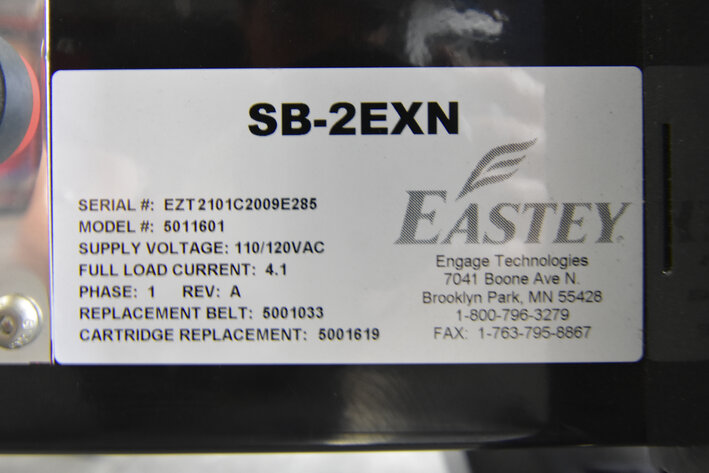 SB-2EXN
SERIAL #: EZT2101C2009E285
MODEL #: 5011601
SUPPLY VOLTAGE: 110/120VAC
FULL LOAD CURRENT: 4.1
PHASE: 1 REV: A
REPLACEMENT BELT: 5001033
CARTRIDGE REPLACEMENT: 5001619
EASTEY
Engage Technologies
7041 Boone Ave N.
Brooklyn Park, MN 55428
1-800-796-3279
FAX: 1-763-795-8867